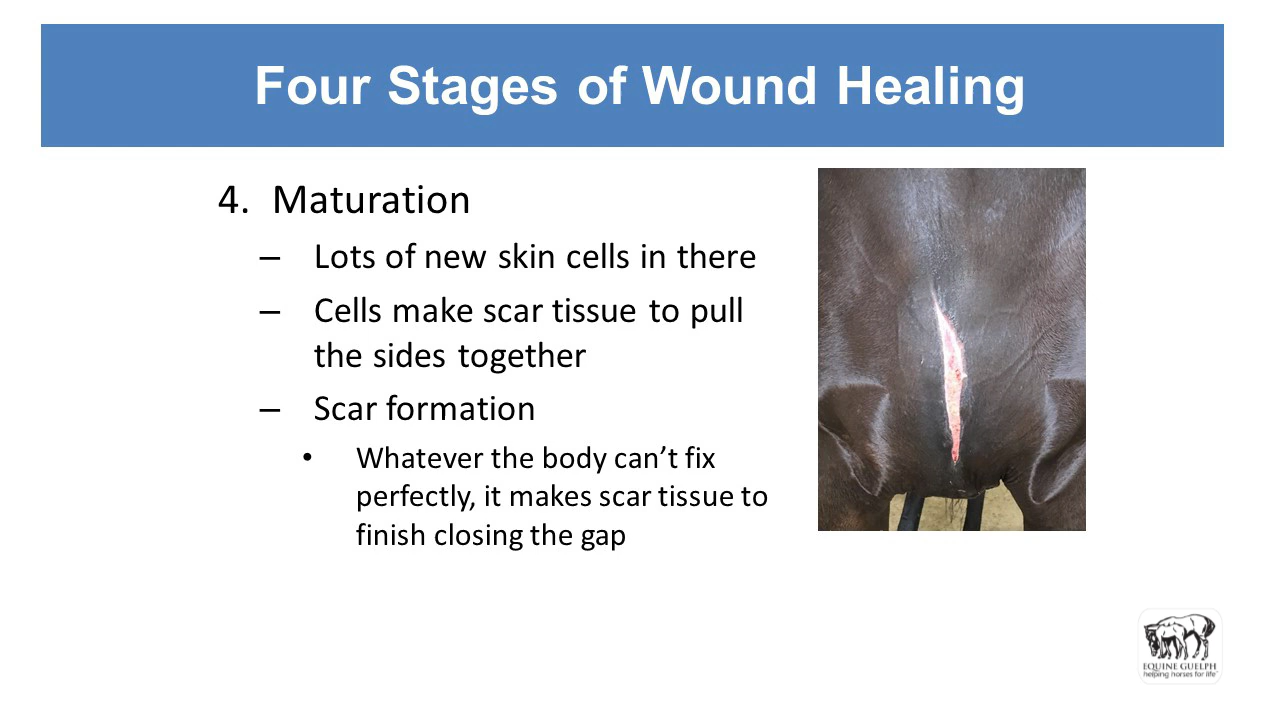 Four Stages of Wound Healing
4. Maturation
– Lots of new skin cells in there
– Cells make scar tissue to pull
the sides together
– Scar formation
• Whatever the body can’t fix
perfectly, it makes scar tissue to
finish closing the gap
EQUINE GUELPH
helping horses for life™